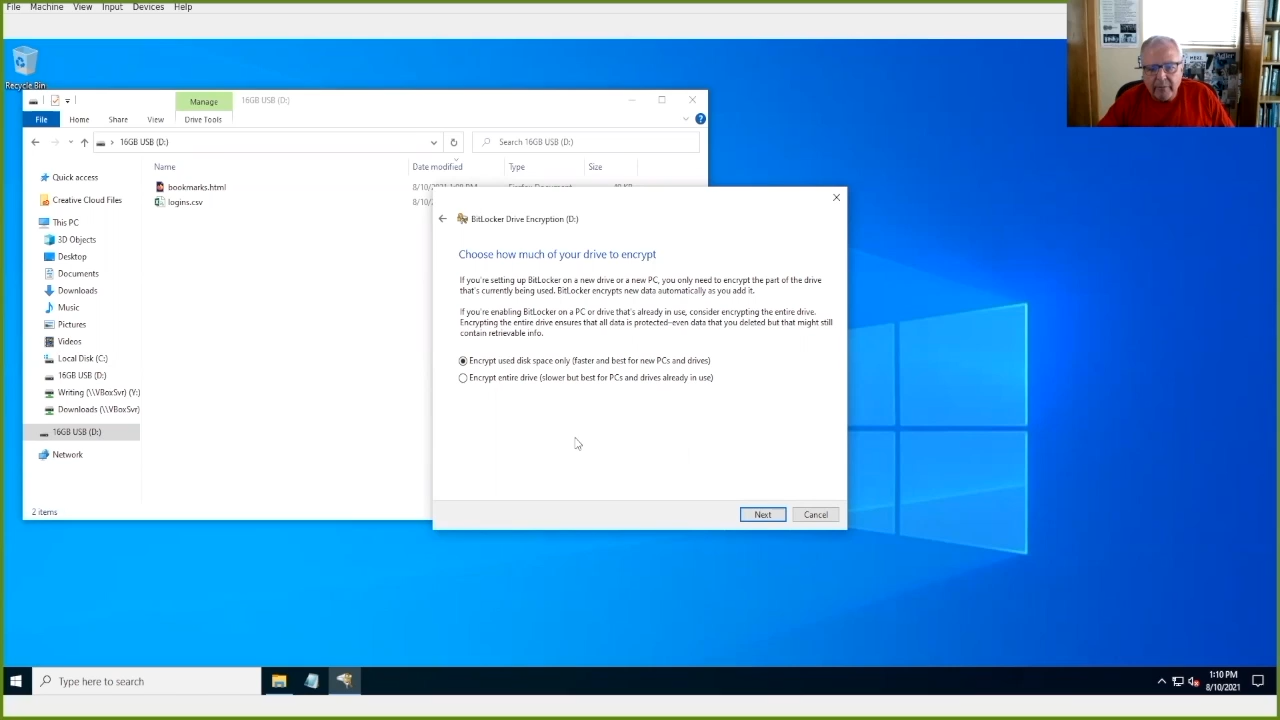 File Machine View Input Devices Help
Recycle Bin
Manage 16GB USB (D:)
File Home Share View Drive Tools
16GB USB (D:) Search 16GB USB (D:)
Name Date modified Type Size
bookmarks.html
logins.csv
Quick access
Creative Cloud Files
This PC
3D Objects
Desktop
Documents
Downloads
Music
Pictures
Videos
Local Disk (C:)
16GB USB (D:)
Writing (\\VBoxSvr) (Y:)
Downloads (\\VBoxSvr)
16GB USB (D:)
Network
2 items
BitLocker Drive Encryption (D:)
Choose how much of your drive to encrypt
If you're setting up BitLocker on a new drive or a new PC, you only need to encrypt the part of the drive
that's currently being used. BitLocker encrypts new data automatically as you add it.
If you're enabling BitLocker on a PC or drive that's already in use, consider encrypting the entire drive.
Encrypting the entire drive ensures that all data is protected–even data that you deleted but that might still
contain retrievable info.
Encrypt used disk space only (faster and best for new PCs and drives)
Encrypt entire drive (slower but best for PCs and drives already in use)
Next Cancel
Type here to search
1:10 PM
8/10/2021